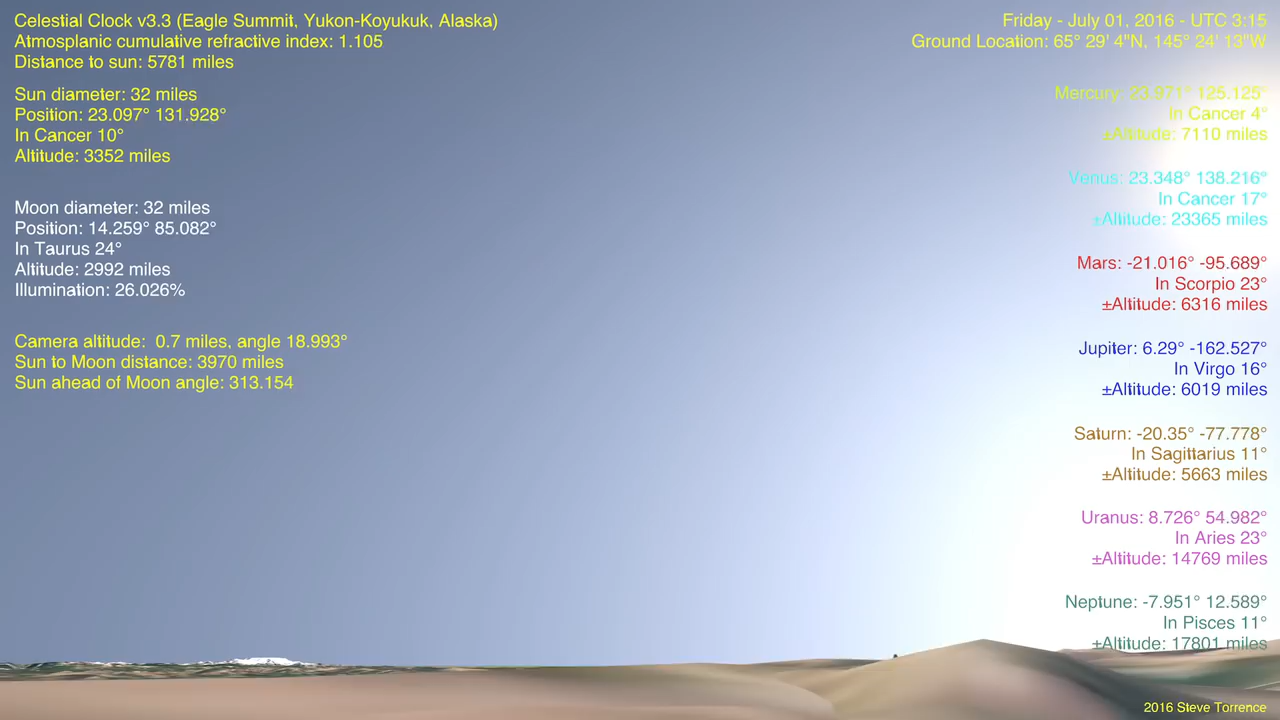 Celestial Clock v3.3 (Eagle Summit, Yukon-Koyukuk, Alaska)
Atmosplanic cumulative refractive index: 1.105
Distance to sun: 5781 miles
Sun diameter: 32 miles
Position: 23.097° 131.928°
In Cancer 10°
Altitude: 3352 miles
Moon diameter: 32 miles
Position: 14.259° 85.082°
In Taurus 24°
Altitude: 2992 miles
Illumination: 26.026%
Camera altitude: 0.7 miles, angle 18.993°
Sun to Moon distance: 3970 miles
Sun ahead of Moon angle: 313.154
Friday - July 01, 2016 - UTC 3:15
Ground Location: 65° 29' 4"N, 145° 24' 13"W
Mercury: 23.971° 125.125°
In Cancer 4°
±Altitude: 7110 miles
Venus: 23.348° 138.216°
In Cancer 17°
±Altitude: 23365 miles
Mars: -21.016° -95.689°
In Scorpio 23°
±Altitude: 6316 miles
Jupiter: 6.29° -162.527°
In Virgo 16°
±Altitude: 6019 miles
Saturn: -20.35° -77.778°
In Sagittarius 11°
±Altitude: 5663 miles
Uranus: 8.726° 54.982°
In Aries 23°
±Altitude: 14769 miles
Neptune: -7.951° 12.589°
In Pisces 11°
±Altitude: 17801 miles
2016 Steve Torrence